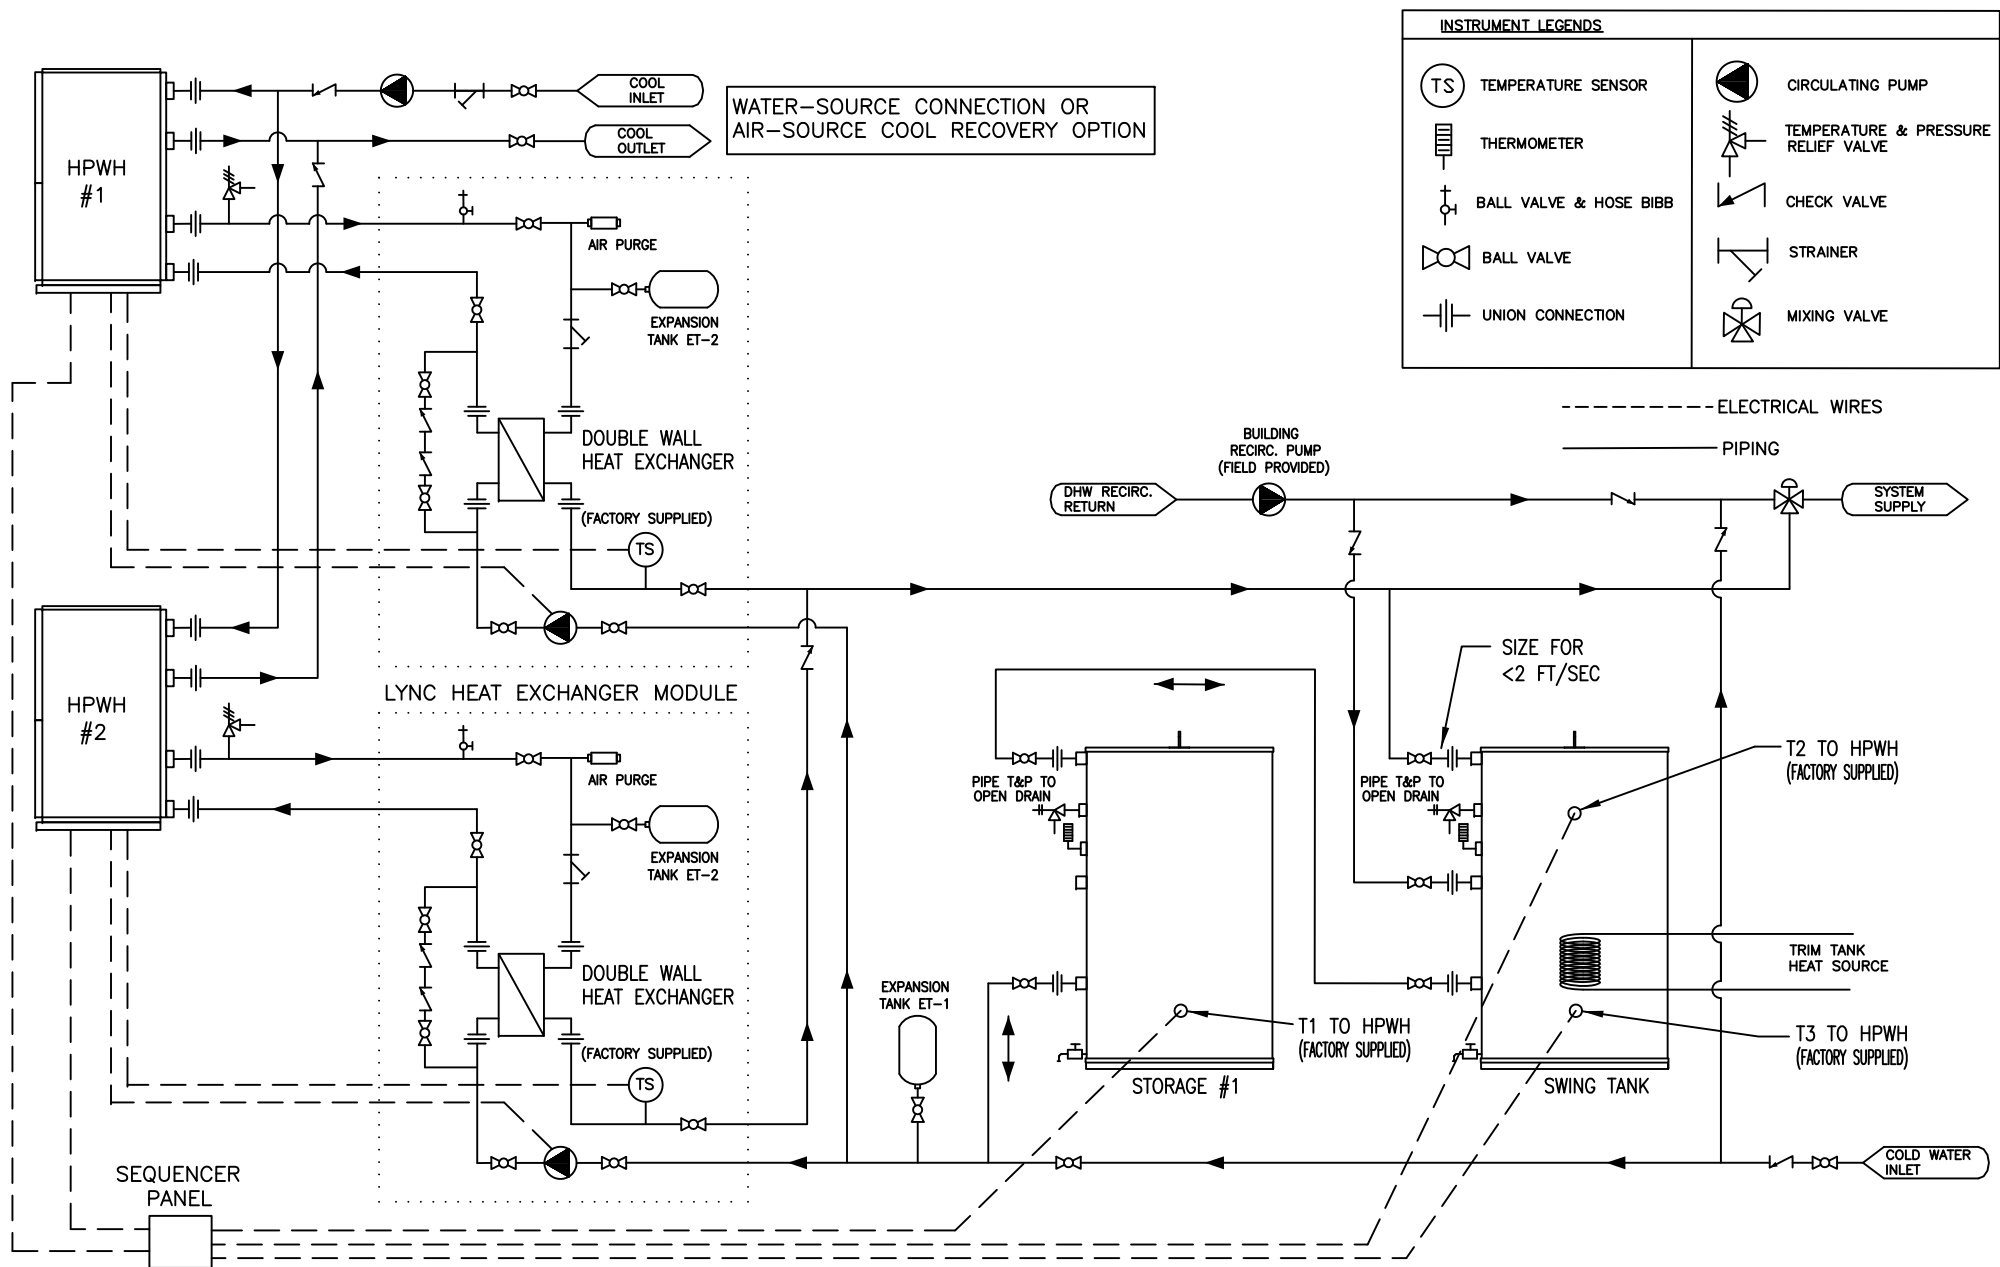 INSTRUMENT LEGENDS
TS
TEMPERATURE SENSOR
THERMOMETER
BALL VALVE & HOSE BIBB
BALL VALVE
UNION CONNECTION
CIRCULATING PUMP
TEMPERATURE & PRESSURE
RELIEF VALVE
CHECK VALVE
STRAINER
MIXING VALVE
ELECTRICAL WIRES
PIPING
COOL
INLET
COOL
OUTLET
WATER-SOURCE CONNECTION OR
AIR-SOURCE COOL RECOVERY OPTION
HPWH
#1
AIR PURGE
EXPANSION
TANK ET-2
DOUBLE WALL
HEAT EXCHANGER
(FACTORY SUPPLIED)
TS
BUILDING
RECIRC. PUMP
(FIELD PROVIDED)
DHW RECIRC.
RETURN
SYSTEM
SUPPLY
HPWH
#2
LYNC HEAT EXCHANGER MODULE
SIZE FOR
<2 FT/SEC
AIR PURGE
EXPANSION
TANK ET-2
DOUBLE WALL
HEAT EXCHANGER
(FACTORY SUPPLIED)
TS
PIPE T&P TO
OPEN DRAIN
PIPE T&P TO
OPEN DRAIN
T2 TO HPWH
(FACTORY SUPPLIED)
TRIM TANK
HEAT SOURCE
EXPANSION
TANK ET-1
T1 TO HPWH
(FACTORY SUPPLIED)
T3 TO HPWH
(FACTORY SUPPLIED)
STORAGE #1
SWING TANK
COLD WATER
INLET
SEQUENCER
PANEL